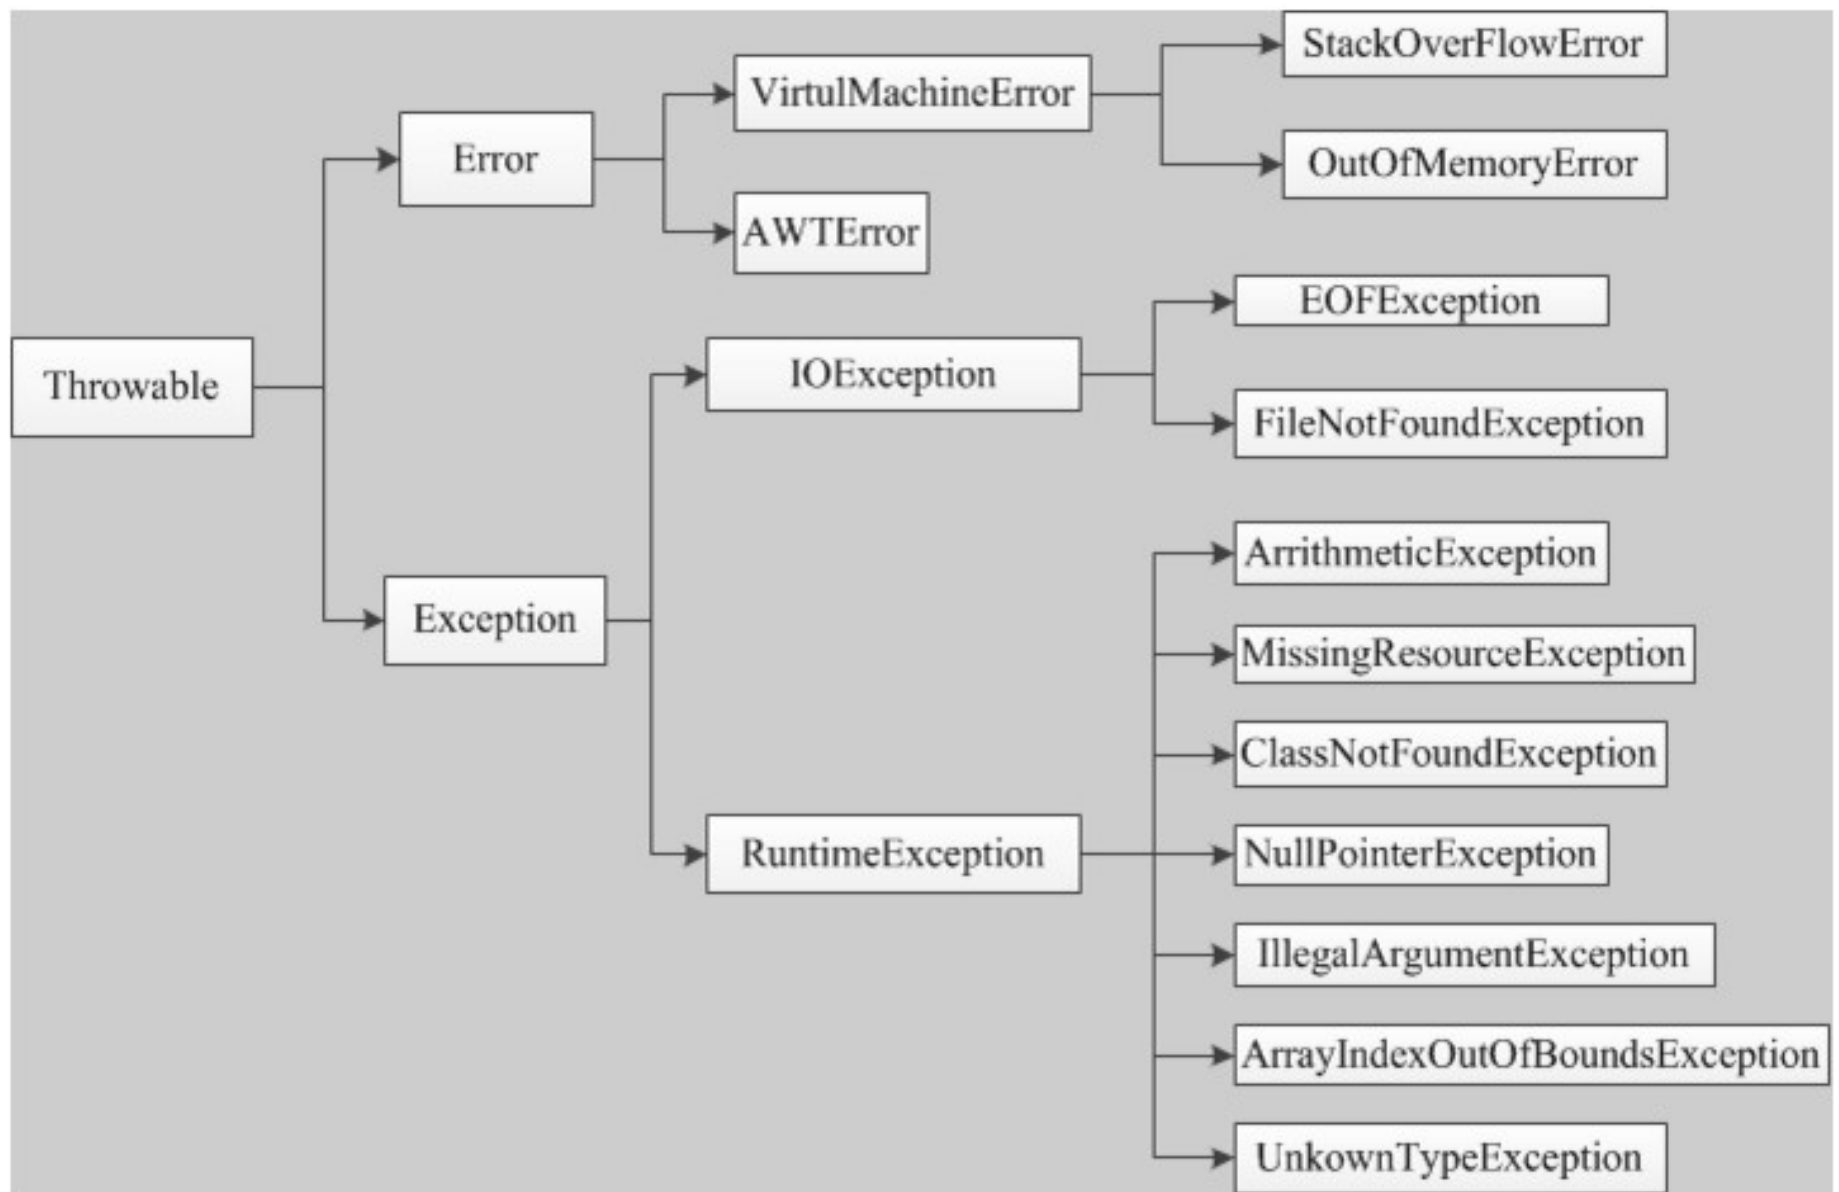 StackOverFlowError
VirtulMachineError
Error
OutOfMemoryError
AWTError
EOFException
Throwable
IOException
FileNotFoundException
ArrithmeticException
Exception
MissingResourceException
ClassNotFoundException
RuntimeException
NullPointerException
IllegalArgumentException
ArrayIndexOutOfBoundsException
UnkownTypeException